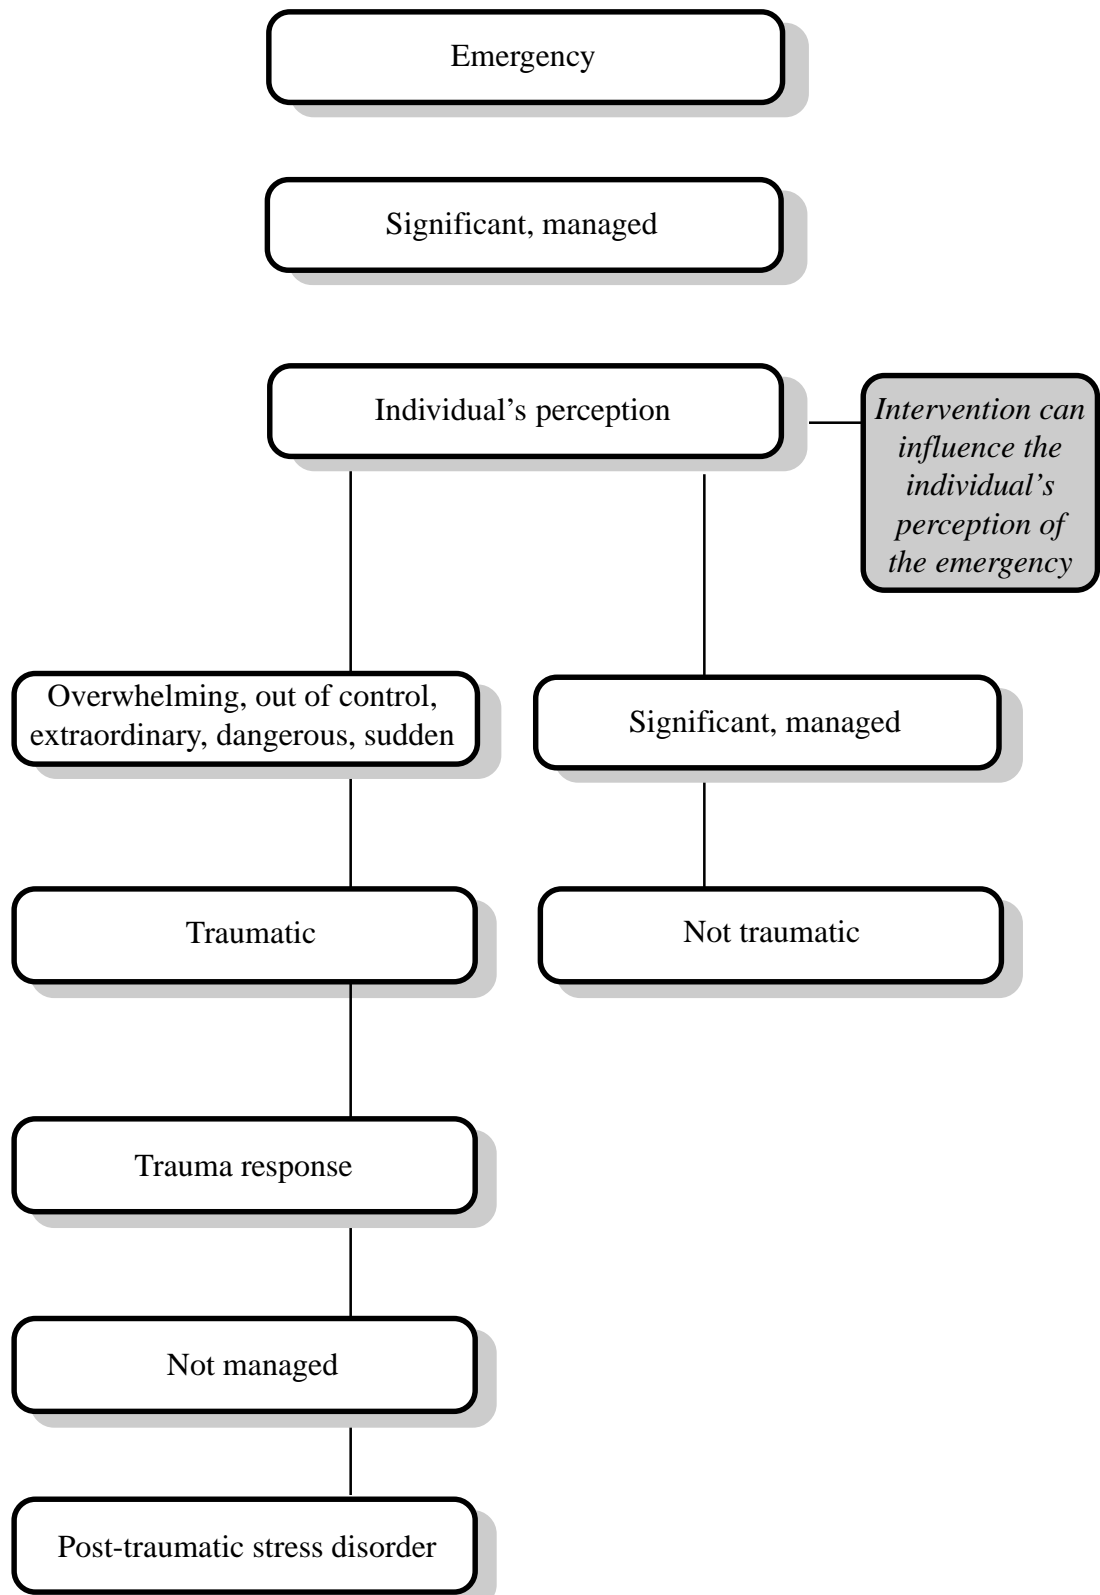 Emergency
Significant, managed
Individual’s perception
Intervention can
influence the
individual’s
perception of
the emergency
Overwhelming, out of control,
extraordinary, dangerous, sudden
Significant, managed
Traumatic
Not traumatic
Trauma response
Not managed
Post-traumatic stress disorder